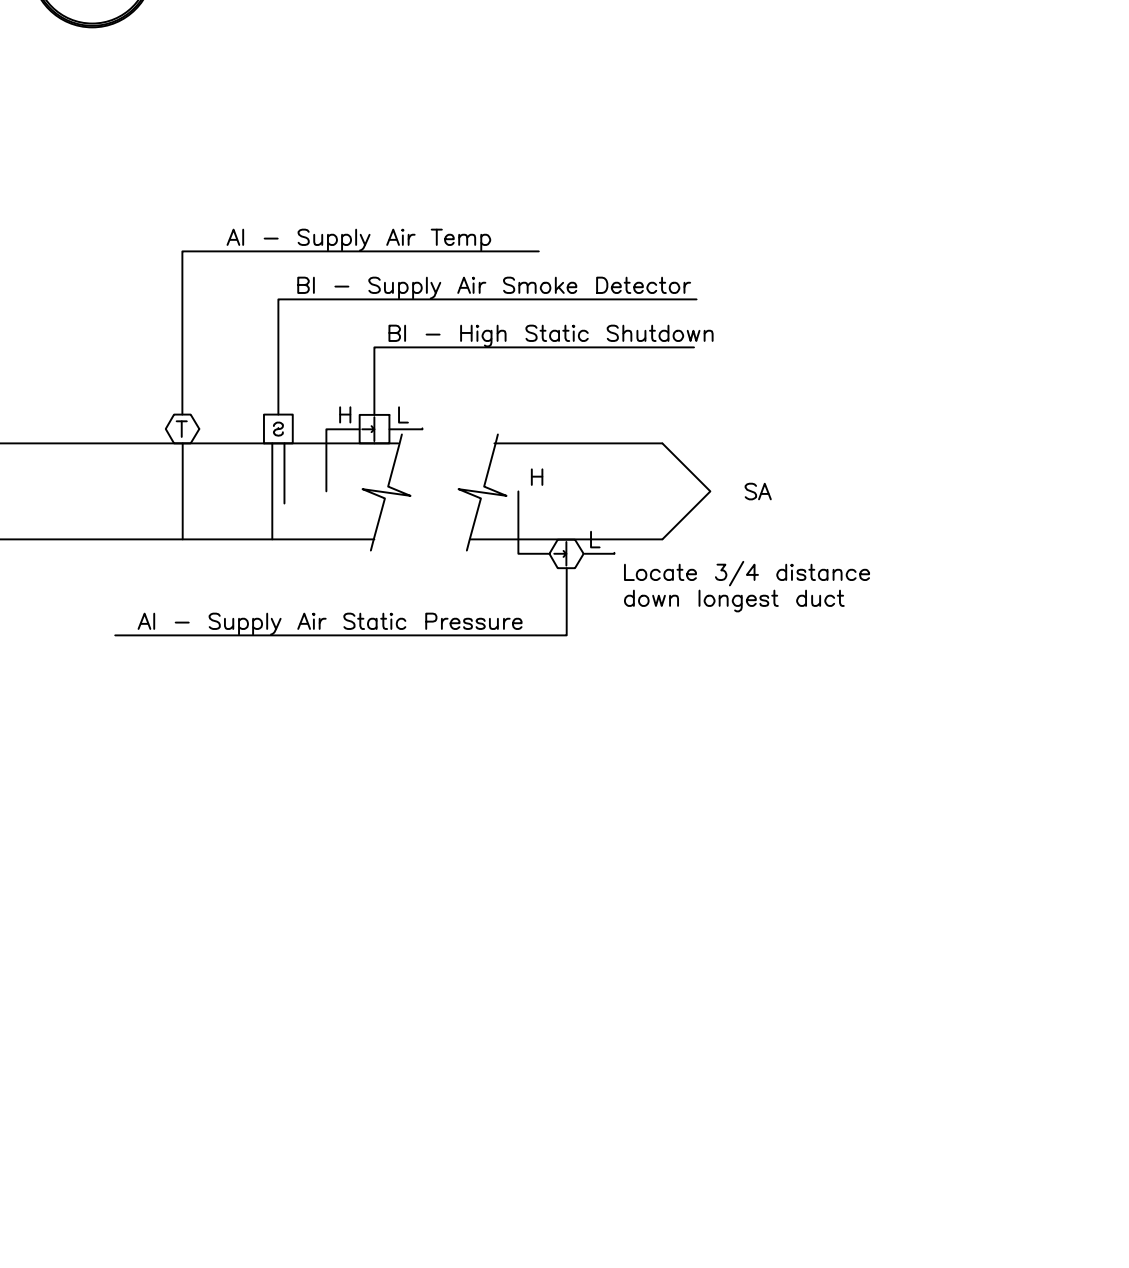 AI – Supply Air Temp
BI – Supply Air Smoke Detector
BI – High Static Shutdown
H
L
T
S
H
SA
L
Locate 3/4 distance
down longest duct
AI – Supply Air Static Pressure